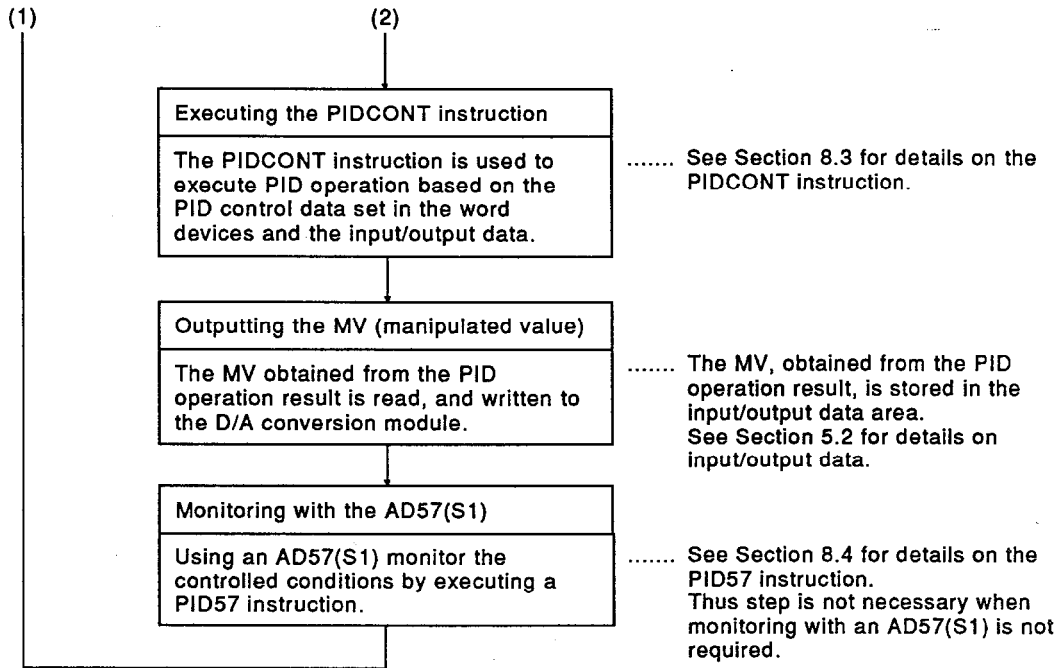 (1)
(2)
Executing the PIDCONT instruction
The PIDCONT instruction is used to
execute PID operation based on the
PID control data set in the word
devices and the input/output data.
....... See Section 8.3 for details on the
PIDCONT instruction.
Outputting the MV (manipulated value)
The MV obtained from the PID
operation result is read, and written to
the D/A conversion module.
....... The MV, obtained from the PID
operation result, is stored in the
input/output data area.
See Section 5.2 for details on
input/output data.
Monitoring with the AD57(S1)
Using an AD57(S1) monitor the
controlled conditions by executing a
PID57 instruction.
....... See Section 8.4 for details on the
PID57 instruction.
Thus step is not necessary when
monitoring with an AD57(S1) is not
required.